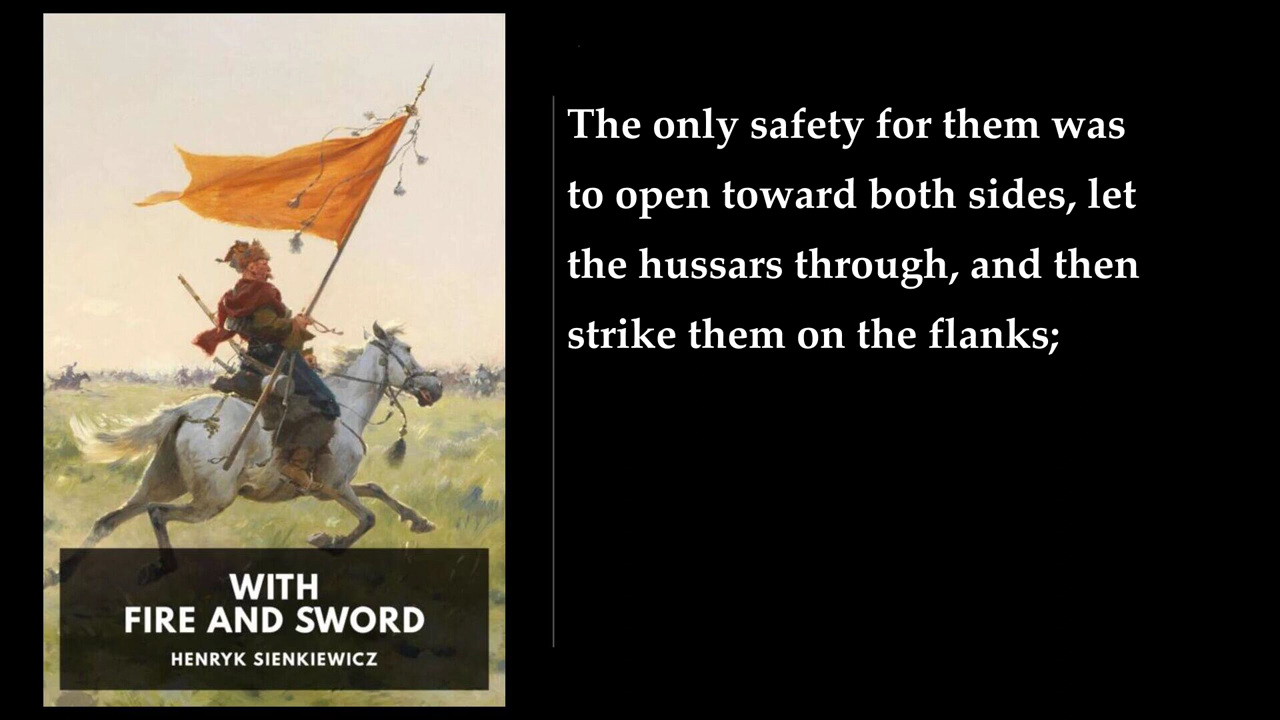 WITH
FIRE AND SWORD
HENRYK SIENKIEWICZ
The only safety for them was
to open toward both sides, let
the hussars through, and then
strike them on the flanks;